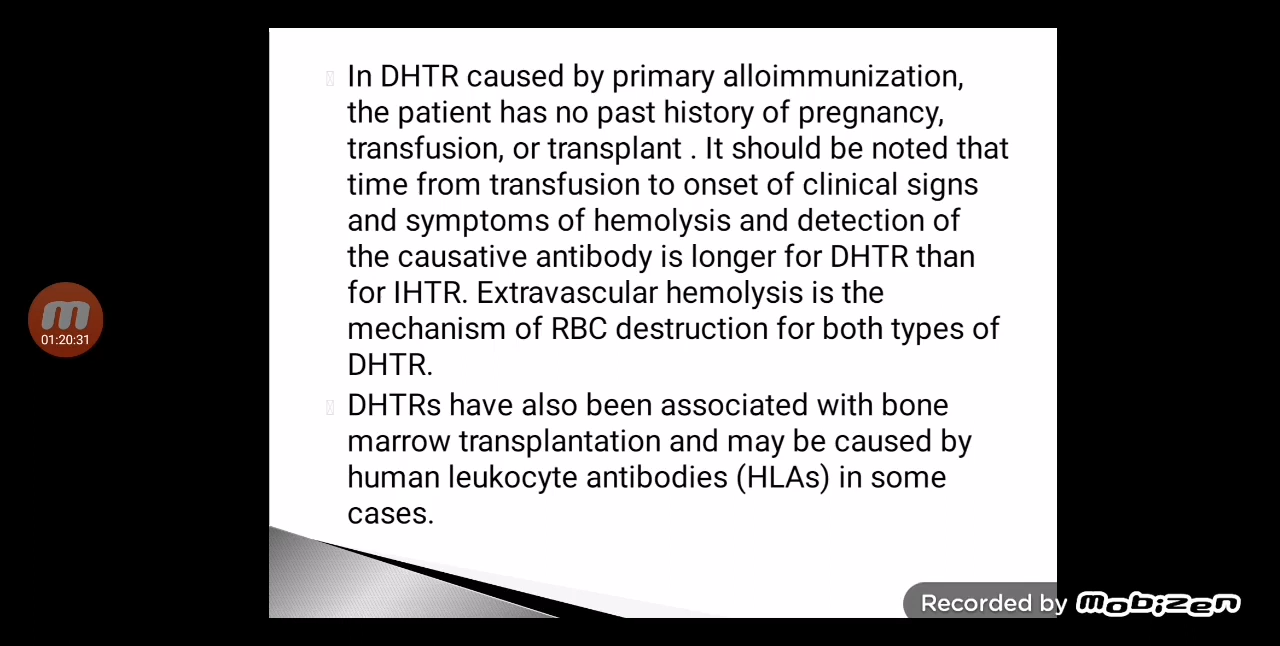 In DHTR caused by primary alloimmunization,
the patient has no past history of pregnancy,
transfusion, or transplant . It should be noted that
time from transfusion to onset of clinical signs
and symptoms of hemolysis and detection of
the causative antibody is longer for DHTR than
for IHTR. Extravascular hemolysis is the
mechanism of RBC destruction for both types of
DHTR.
DHTRs have also been associated with bone
marrow transplantation and may be caused by
human leukocyte antibodies (HLAs) in some
cases.
m
01:20:31
Recorded by mobizen